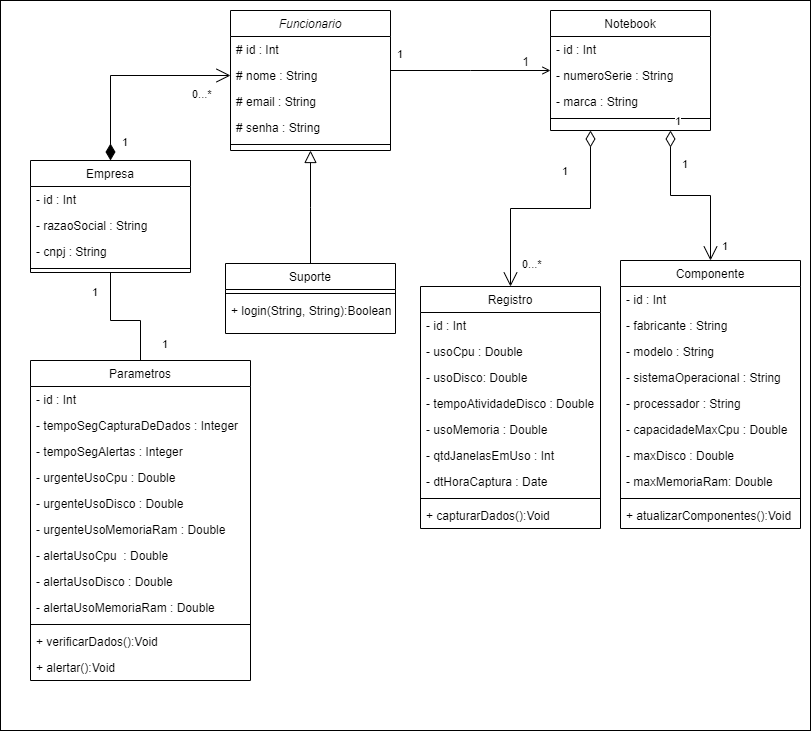 Funcionario
# id : Int
# nome : String
# email : String
# senha : String
1
1
Notebook
- id : Int
- numeroSerie : String
- marca : String
1
0...*
1
Empresa
- id : Int
- razaoSocial : String
- cnpj : String
Suporte
+ login(String, String):Boolean
1
1
0...*
1
1
1
Parametros
- id : Int
- tempoSegCapturaDeDados : Integer
- tempoSegAlertas : Integer
- urgenteUsoCpu : Double
- urgenteUsoDisco : Double
- urgenteUsoMemoriaRam : Double
- alertaUsoCpu  : Double
- alertaUsoDisco : Double
- alertaUsoMemoriaRam : Double
+ verificarDados():Void
+ alertar():Void
Registro
- id : Int
- usoCpu : Double
- usoDisco: Double
- tempoAtividadeDisco : Double
- usoMemoria : Double
- qtdJanelasEmUso : Int
- dtHoraCaptura : Date
+ capturarDados():Void
Componente
- id : Int
- fabricante : String
- modelo : String
- sistemaOperacional : String
- processador : String
- capacidadeMaxCpu : Double
- maxDisco : Double
- maxMemoriaRam: Double
+ atualizarComponentes():Void